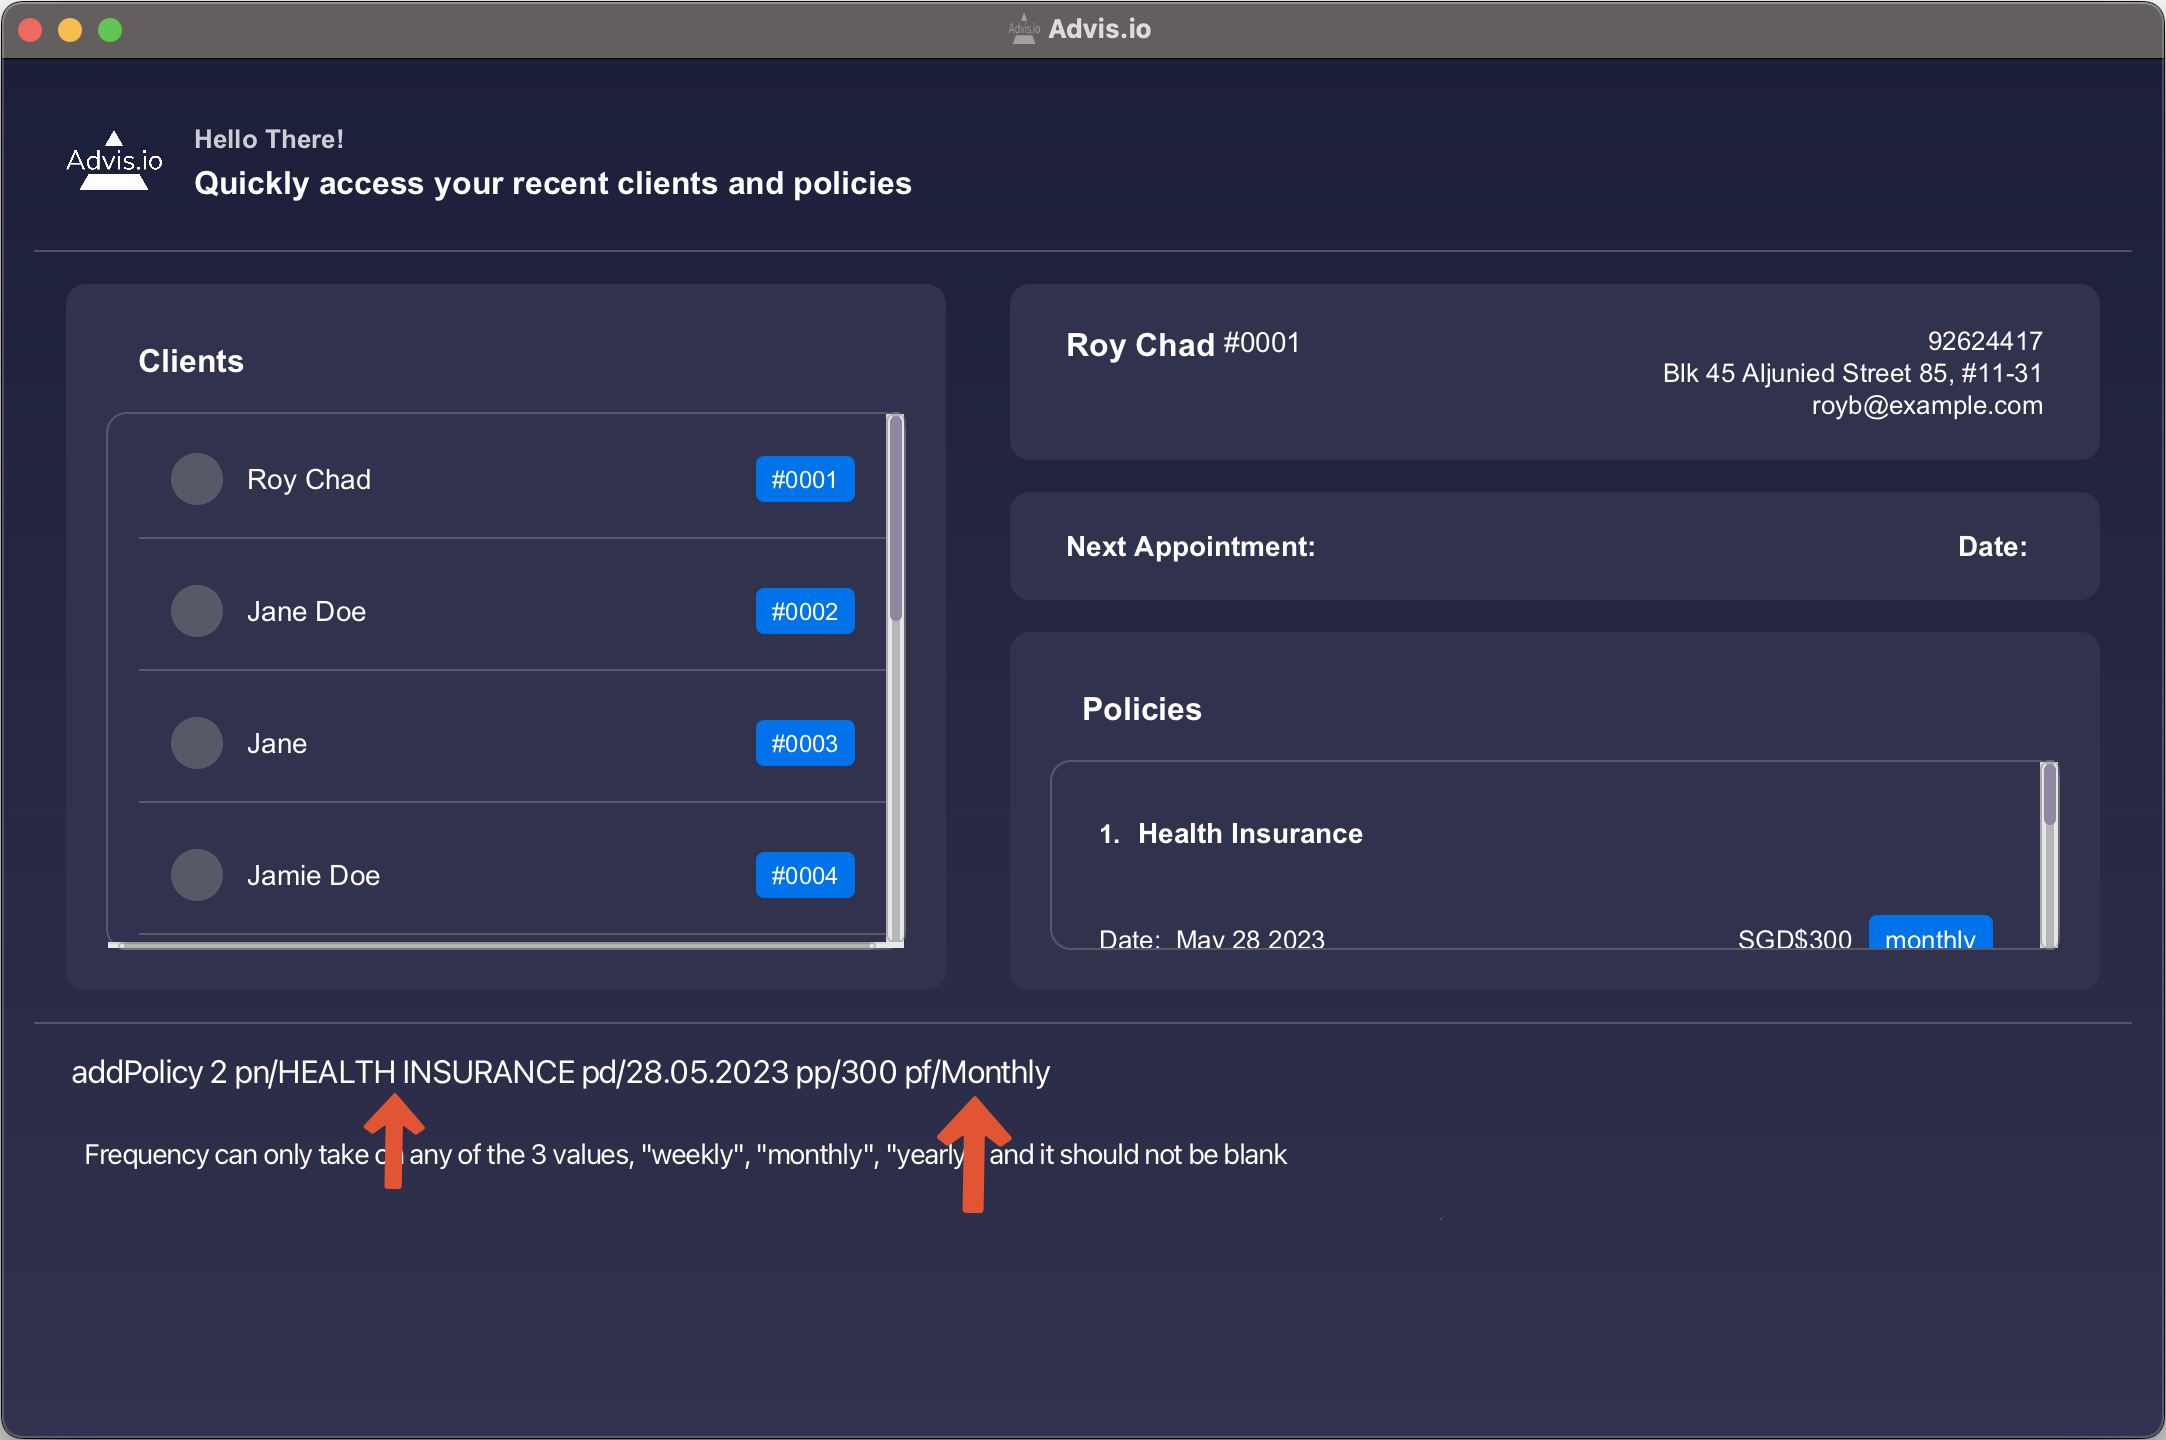 Advis.io
Advis.io
Advis.io
Hello There!
Quickly access your recent clients and policies
Clients
Roy Chad
#0001
Jane Doe
#0002
Jane
#0003
Jamie Doe
#0004
Roy Chad #0001
92624417
Blk 45 Aljunied Street 85, #11-31
royb@example.com
Next Appointment:
Date:
Policies
1. Health Insurance
Date: May 28 2023
SGD$300
monthly
addPolicy 2 pn/HEALTH INSURANCE pd/28.05.2023 pp/300 pf/Monthly
Frequency can only take on any of the 3 values, "weekly", "monthly", "yearly" and it should not be blank